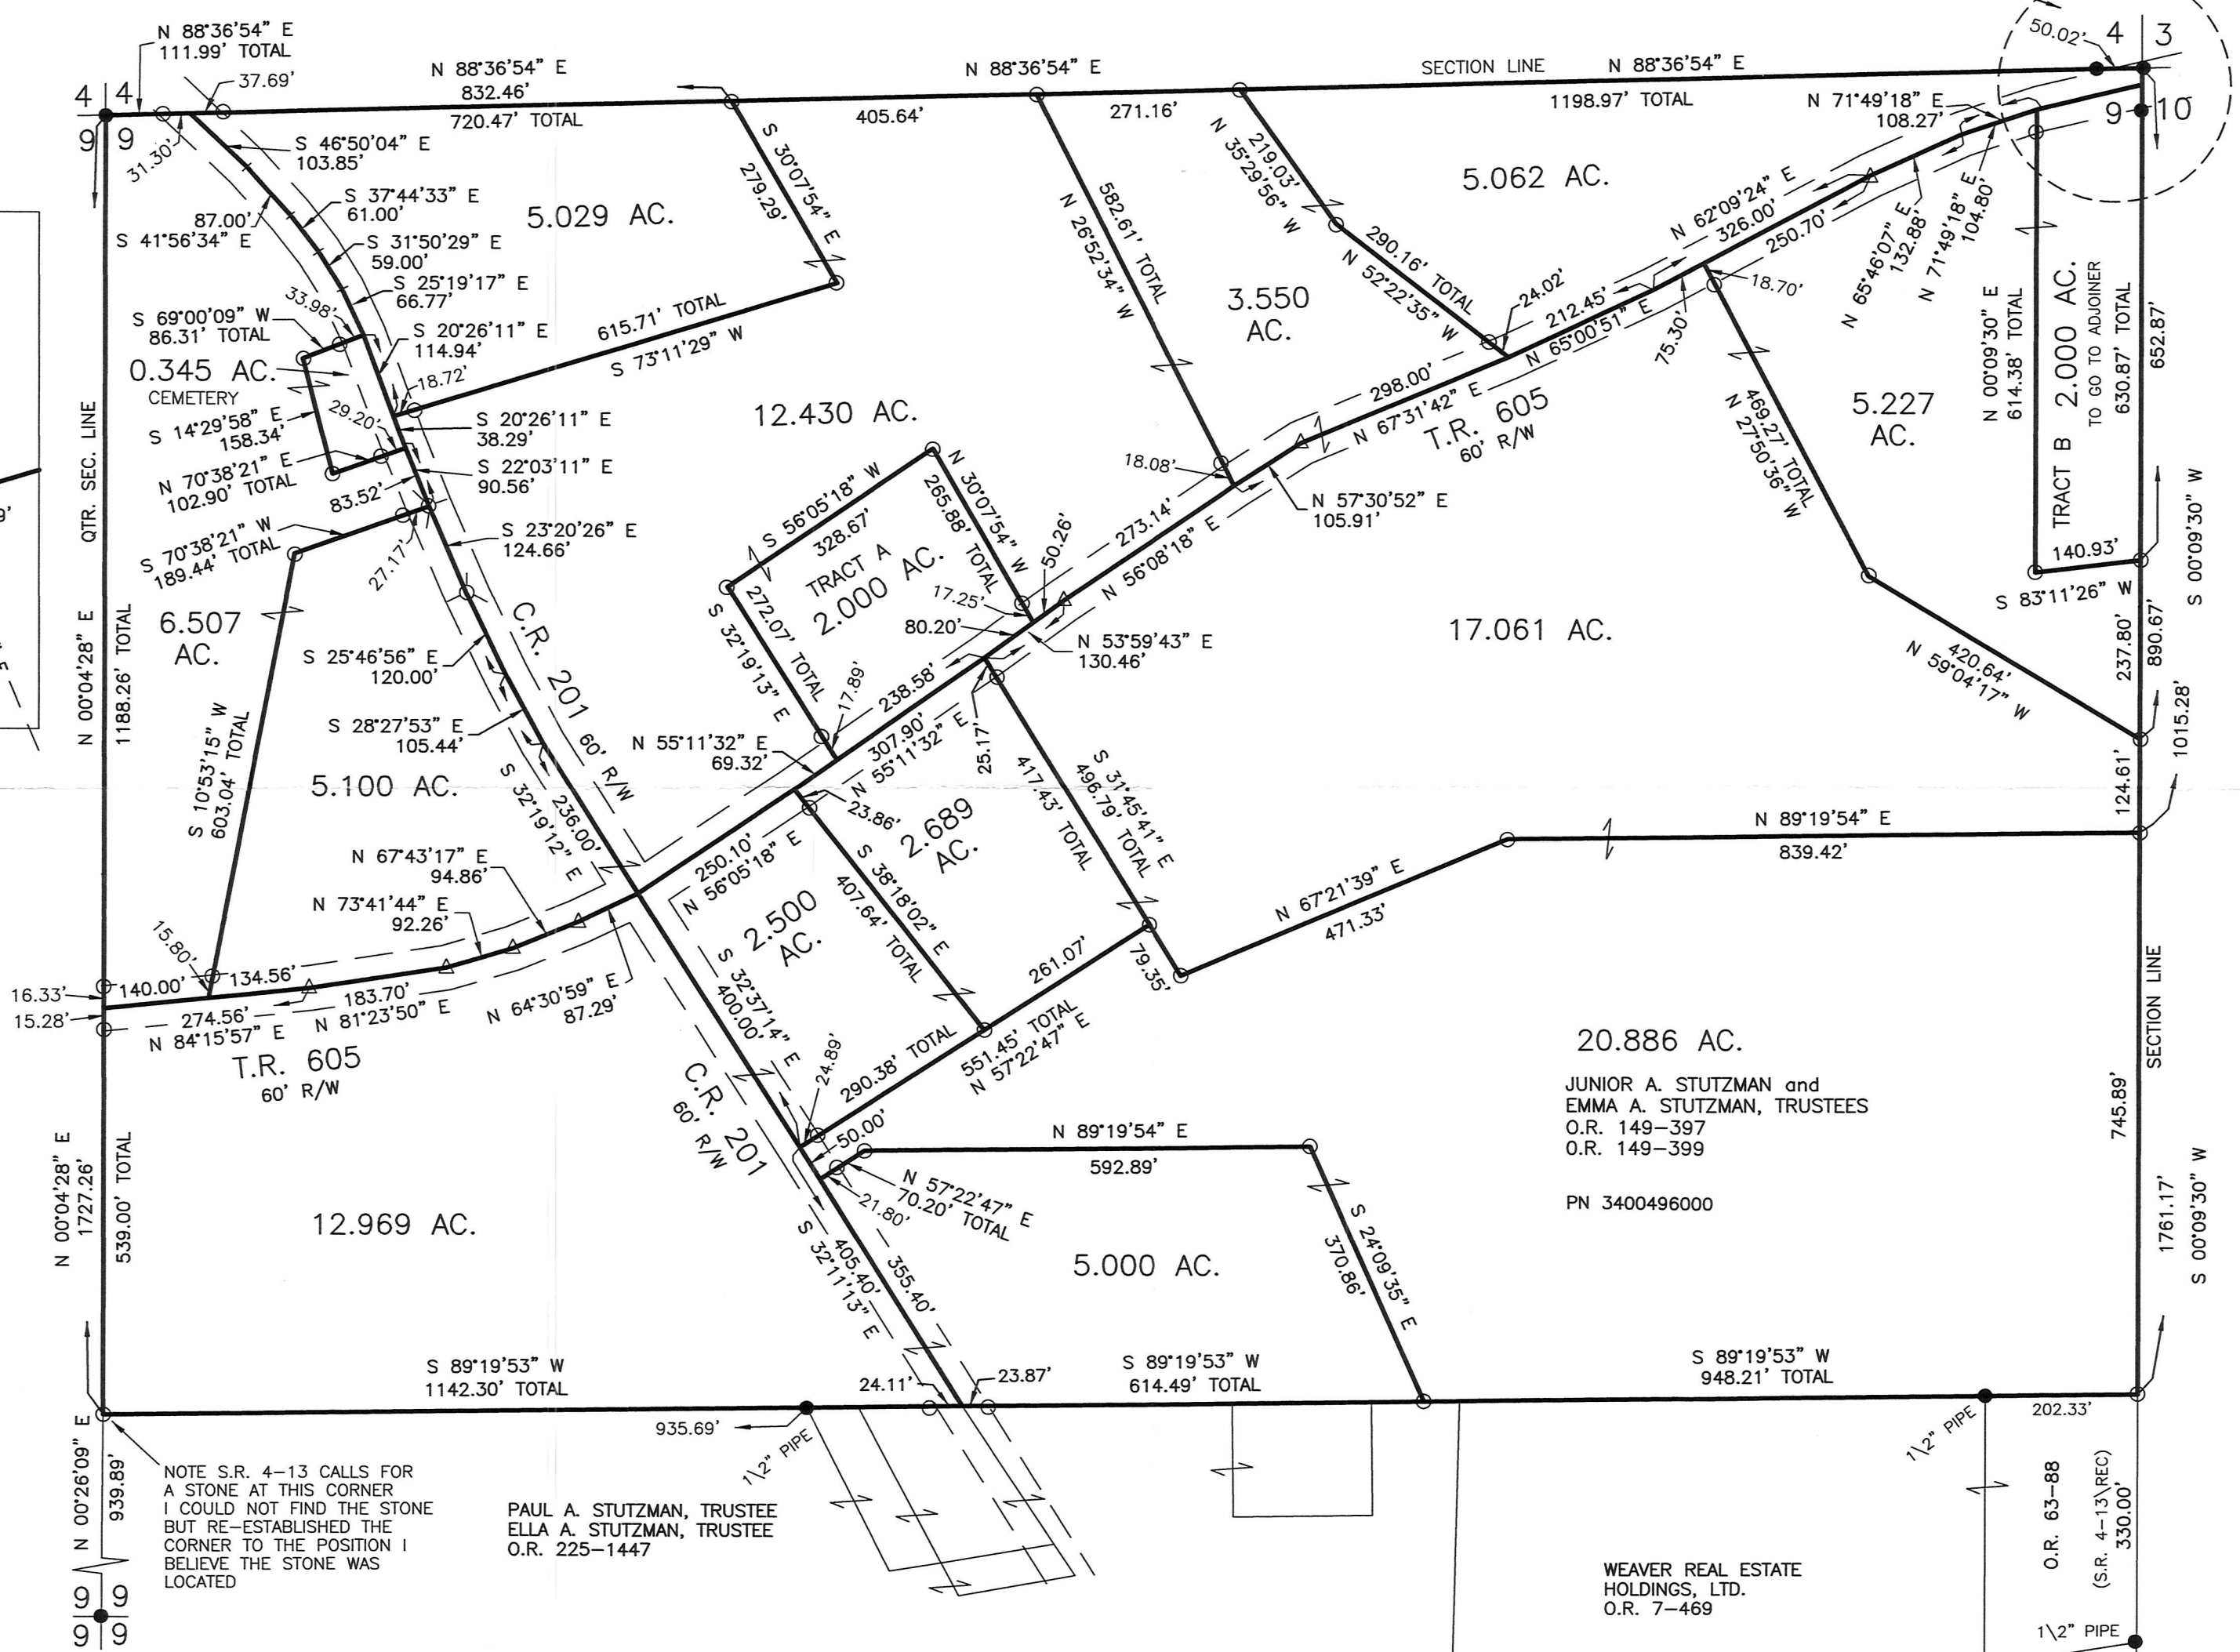 N 88°36'54" E
111.99' TOTAL
37.69'
N 88°36'54" E
832.46'
720.47' TOTAL
N 88°36'54" E
405.64'
271.16'
SECTION LINE
N 88°36'54" E
1198.97' TOTAL
50.02'
4
3
9
10
4
4
9
9
31.30'
S 46°50'04" E
103.85'
S 37°44'33" E
61.00'
87.00'
S 41°56'34" E
S 31°50'29" E
59.00'
S 25°19'17" E
66.77'
33.98'
S 69°00'09" W
86.31' TOTAL
S 20°26'11" E
114.94'
0.345 AC.
CEMETERY
18.72'
S 14°29'58" E
158.34'
29.20'
S 20°26'11" E
38.29'
N 70°38'21" E
102.90' TOTAL
S 22°03'11" E
90.56'
83.52'
S 70°38'21" W
189.44' TOTAL
27.17'
S 23°20'26" E
124.66'
5.029 AC.
S 30°07'54" E
279.29'
615.71' TOTAL
S 73°11'29" W
12.430 AC.
582.61' TOTAL
N 26°52'34" W
3.550
AC.
219.03'
N 35°29'56" W
290.16' TOTAL
N 52°22'35" W
5.062 AC.
N 71°49'18" E
108.27'
N 62°09'24" E
326.00'
250.70'
24.02'
212.45'
N 65°00'51" E
75.30'
18.70'
N 65°46'07" E
132.88'
N 71°49'18" E
104.80'
N 00°09'30" E
614.38' TOTAL
TRACT B 2.000 AC.
TO GO TO ADJOINER
630.87' TOTAL
652.87'
140.93'
S 83°11'26" W
S 00°09'30" W
5.227
AC.
469.27' TOTAL
N 27°50'36" W
420.64'
N 59°04'17" W
237.80'
890.67'
1015.28'
124.61'
298.00'
N 67°31'42" E
T.R. 605
60' R/W
18.08'
N 57°30'52" E
105.91'
273.14'
N 56°08'18" E
50.26'
S 56°05'18" W
328.67'
TRACT A
2.000 AC.
N 30°07'54" W
265.88' TOTAL
17.25'
80.20'
N 53°59'43" E
130.46'
272.07' TOTAL
S 32°19'13" E
17.89'
238.58'
307.90'
N 55°11'32" E
25.17'
N 55°11'32" E
69.32'
17.061 AC.
QTR. SEC. LINE
N 00°04'28" E
1188.26' TOTAL
6.507
AC.
S 10°53'15" W
603.04' TOTAL
S 25°46'56" E
120.00'
S 28°27'53" E
105.44'
5.100 AC.
C.R. 201 60' R/W
236.00'
S 32°19'12" E
N 67°43'17" E
94.86'
N 73°41'44" E
92.26'
15.80'
16.33'
15.28'
140.00'
134.56'
183.70'
274.56'
N 81°23'50" E
N 84°15'57" E
N 64°30'59" E
87.29'
T.R. 605
60' R/W
250.10'
N 56°05'18" E
23.86'
2.689
AC.
2.500
AC.
S 38°18'02" E
407.64' TOTAL
417.43' TOTAL
S 31°45'41" E
496.79' TOTAL
79.35'
261.07'
290.38' TOTAL
551.45' TOTAL
N 57°22'47" E
S 32°37'14" E
400.00'
24.89'
C.R. 201
60' R/W
N 67°21'39" E
471.33'
N 89°19'54" E
839.42'
20.886 AC.
JUNIOR A. STUTZMAN and
EMMA A. STUTZMAN, TRUSTEES
O.R. 149-397
O.R. 149-399
PN 3400496000
SECTION LINE
745.89'
1761.17'
S 00°09'30" W
50.00'
N 89°19'54" E
592.89'
N 57°22'47" E
70.20' TOTAL
21.80'
405.40'
S 32°11'13" E
355.40'
5.000 AC.
S 24°09'35" E
370.86'
12.969 AC.
N 00°04'28" E
1727.26'
539.00' TOTAL
S 89°19'53" W
1142.30' TOTAL
24.11'
23.87'
S 89°19'53" W
614.49' TOTAL
S 89°19'53" W
948.21' TOTAL
935.69'
1\2" PIPE
1\2" PIPE
202.33'
N 00°26'09" E
939.89'
NOTE S.R. 4-13 CALLS FOR
A STONE AT THIS CORNER
I COULD NOT FIND THE STONE
BUT RE-ESTABLISHED THE
CORNER TO THE POSITION I
BELIEVE THE STONE WAS
LOCATED
PAUL A. STUTZMAN, TRUSTEE
ELLA A. STUTZMAN, TRUSTEE
O.R. 225-1447
WEAVER REAL ESTATE
HOLDINGS, LTD.
O.R. 7-469
O.R. 63-88
(S.R. 4-13\REC)
330.00'
1\2" PIPE
9
9
9
9